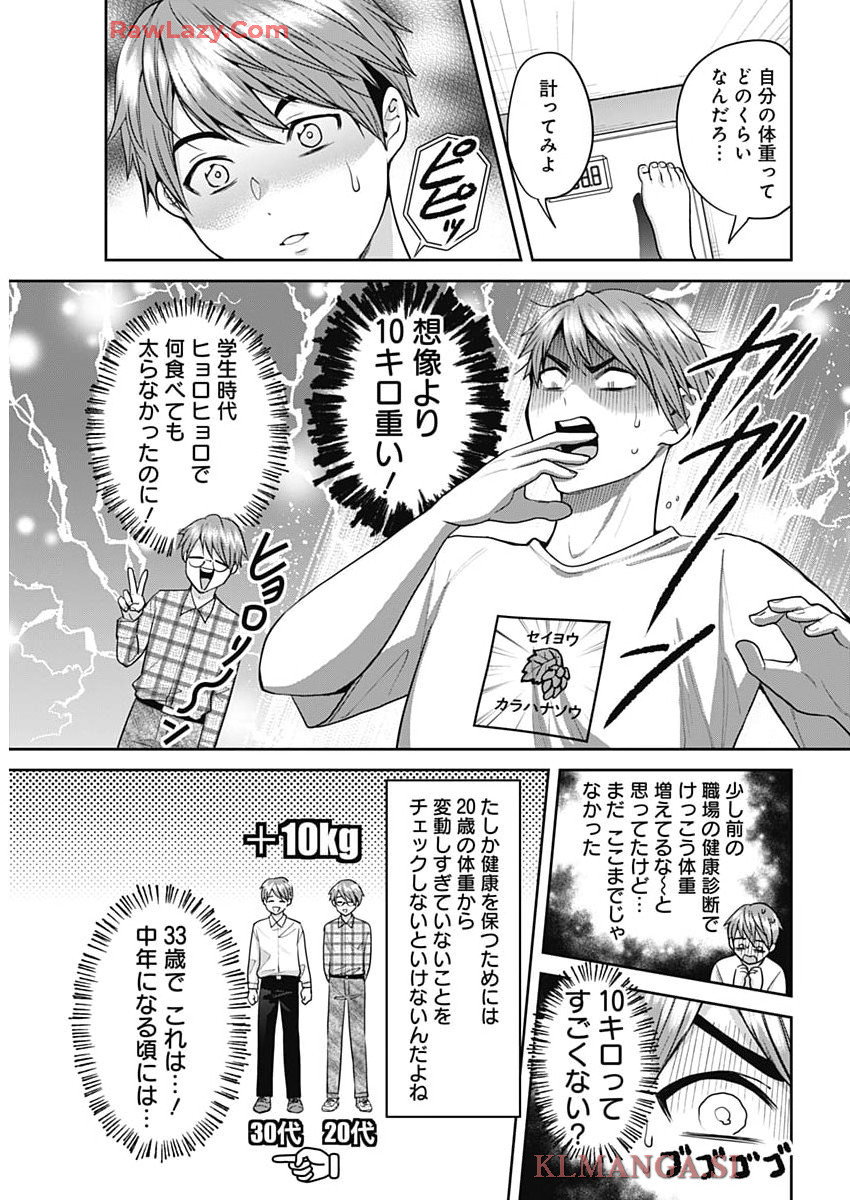 RawLazy.Com
自分の体重って
どのくらい
なんだろ…
計ってみよ
ピピピッ
想像より
10キロ重い！
ガガガーン
学生時代
ヒョロヒョロで
何食べても
太らなかったのに！
ヒョロリ〜〜ン
セイヨウ
カラハナソウ
少し前の
職場の健康診断で
けっこう体重
増えてるな〜と
思ってたけど…
まだ ここまでじゃ
なかった
10キロって
すごくない？
ゴゴゴゴゴ
たしか健康を保つためには
20歳の体重から
変動しすぎていないことを
チェックしないといけないんだよね
＋10kg
30代 20代
33歳で これは…！
中年になる頃には…
KLMANGA.SI